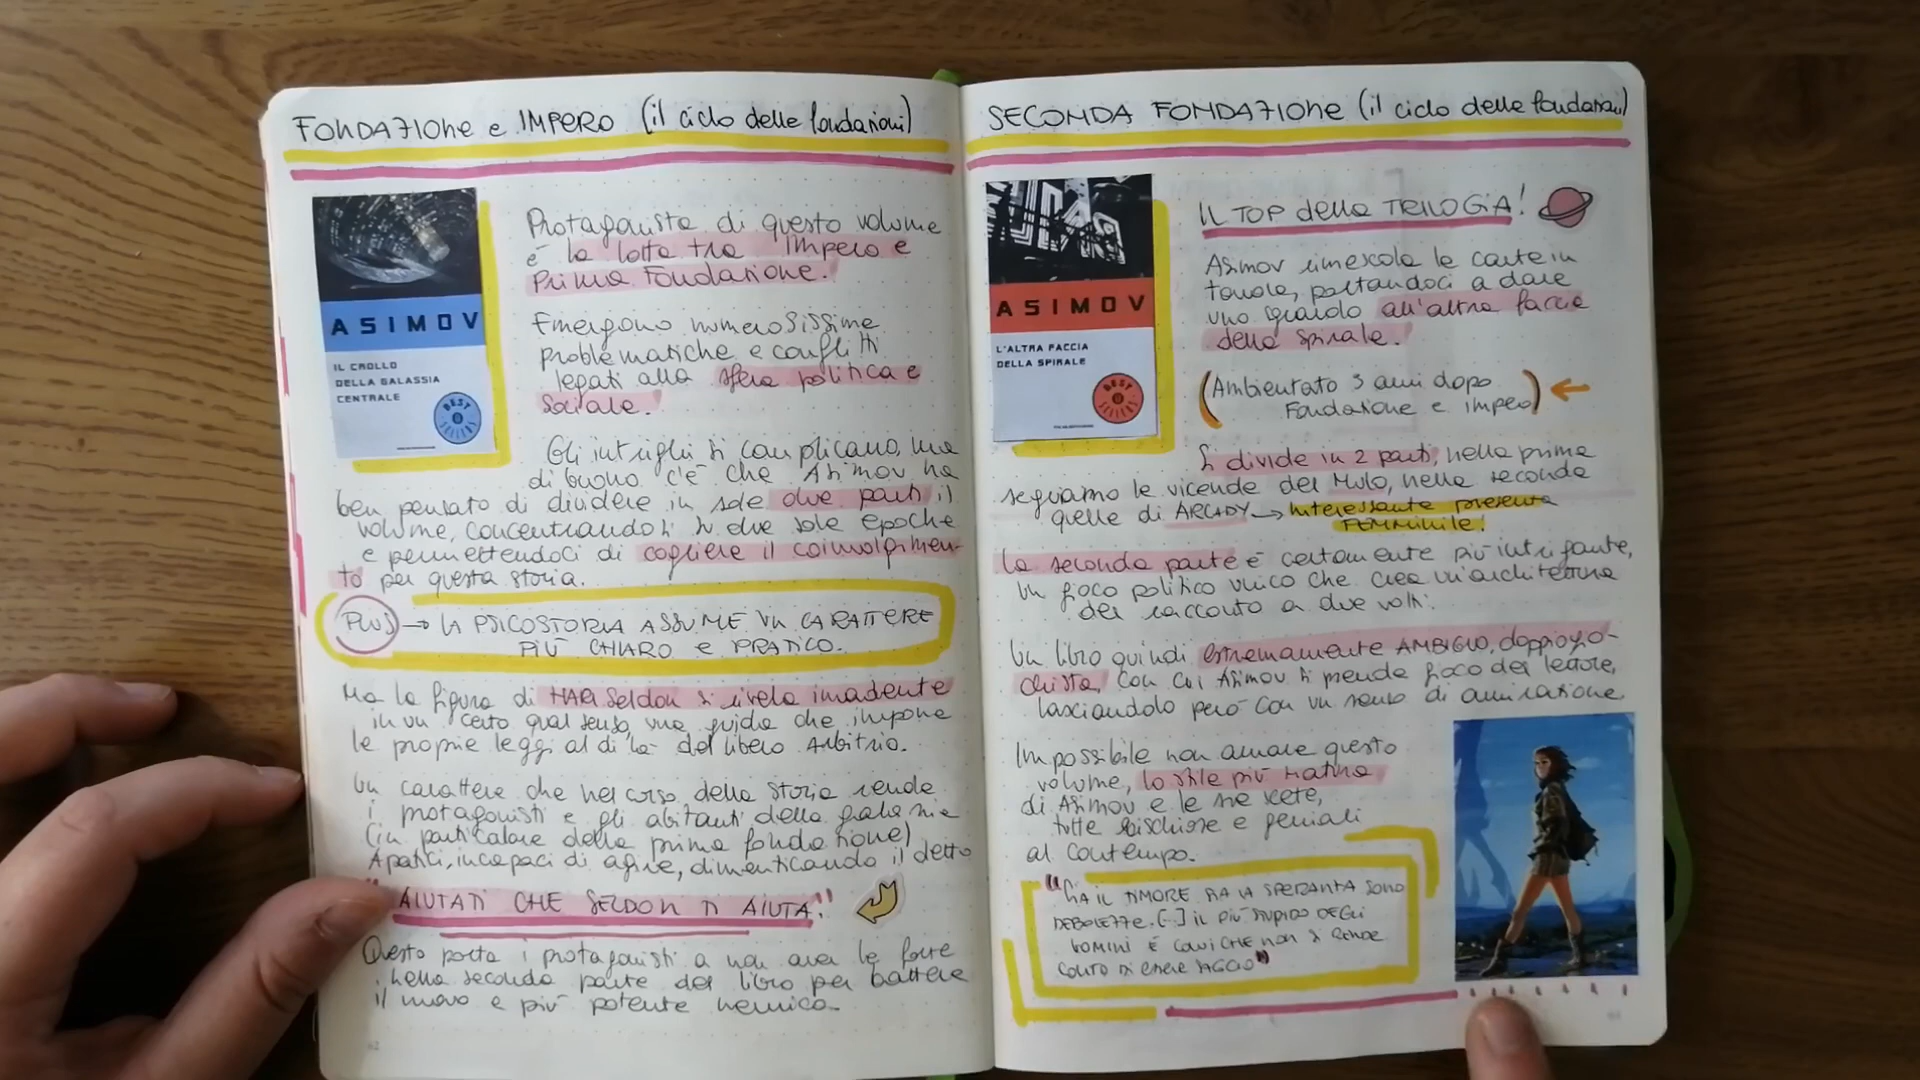 FONDAZIONE e IMPERO (il ciclo delle fondazioni)
ASIMOV
IL CROLLO
DELLA GALASSIA
CENTRALE
BEST
SELLERS
Protagonista di questo volume
è la lotta tra Impero e
Prima Fondazione.
Emergono numerosissime
problematiche e conflitti
legati alla sfera politica e
sociale.
Gli intrighi si complicano, ma
di buono c'è che Asimov ha
ben pensato di dividere in sole due parti il
volume, concentrandosi su due sole epoche
e permettendoci di cogliere il coinvolgimen-
to per questa storia.
PLUS → LA PSICOSTORIA ASSUME UN CARATTERE
PIÙ CHIARO e PRATICO.
Ma la figura di HARI Seldon si rivela invadente
in un certo qual senso, una guida che impone
le proprie leggi al di là del libero arbitrio.
Un carattere che nel corso della storia rende
i protagonisti e gli abitanti della galassia
(in particolare della prima fondazione)
Apatici, incapaci di agire, dimenticando il detto
"AIUTATI CHE SELDON TI AIUTA."
Questo porta i protagonisti a non aver le forze
nella seconda parte del libro per battere
il nuovo e più potente nemico.
62
SECONDA FONDAZIONE (il ciclo delle fondazioni)
ASIMOV
L'ALTRA FACCIA
DELLA SPIRALE
BEST
SELLERS
IL TOP della TRILOGIA!
Asimov rimescola le carte in
tavola, portandoci a dare
uno sguardo all'altra faccia
della spirale.
(Ambientato 5 anni dopo
Fondazione e impero)
Si divide in 2 parti, nella prima
seguiamo le vicende del Mulo, nella seconda
quelle di ARCADY → interessante presenza
FEMMINILE!
La seconda parte è certamente più intrigante,
un gioco politico unico che crea un'architettura
del racconto a due volti.
Un libro quindi estremamente AMBIGUO, doppiogio-
chista, con cui Asimov si prende gioco del lettore,
lasciandolo però con un senso di ammirazione
Impossibile non amare questo
volume, lo stile più maturo
di Asimov e le sue scelte,
tutte rischiose e geniali
al contempo.
"SIA IL TIMORE SIA LA SPERANZA SONO
DEBOLEZZE. [..] IL PIÙ STUPIDO DEGLI
UOMINI È COLUI CHE NON SI RENDE
CONTO DI ESSERE SAGGIO"